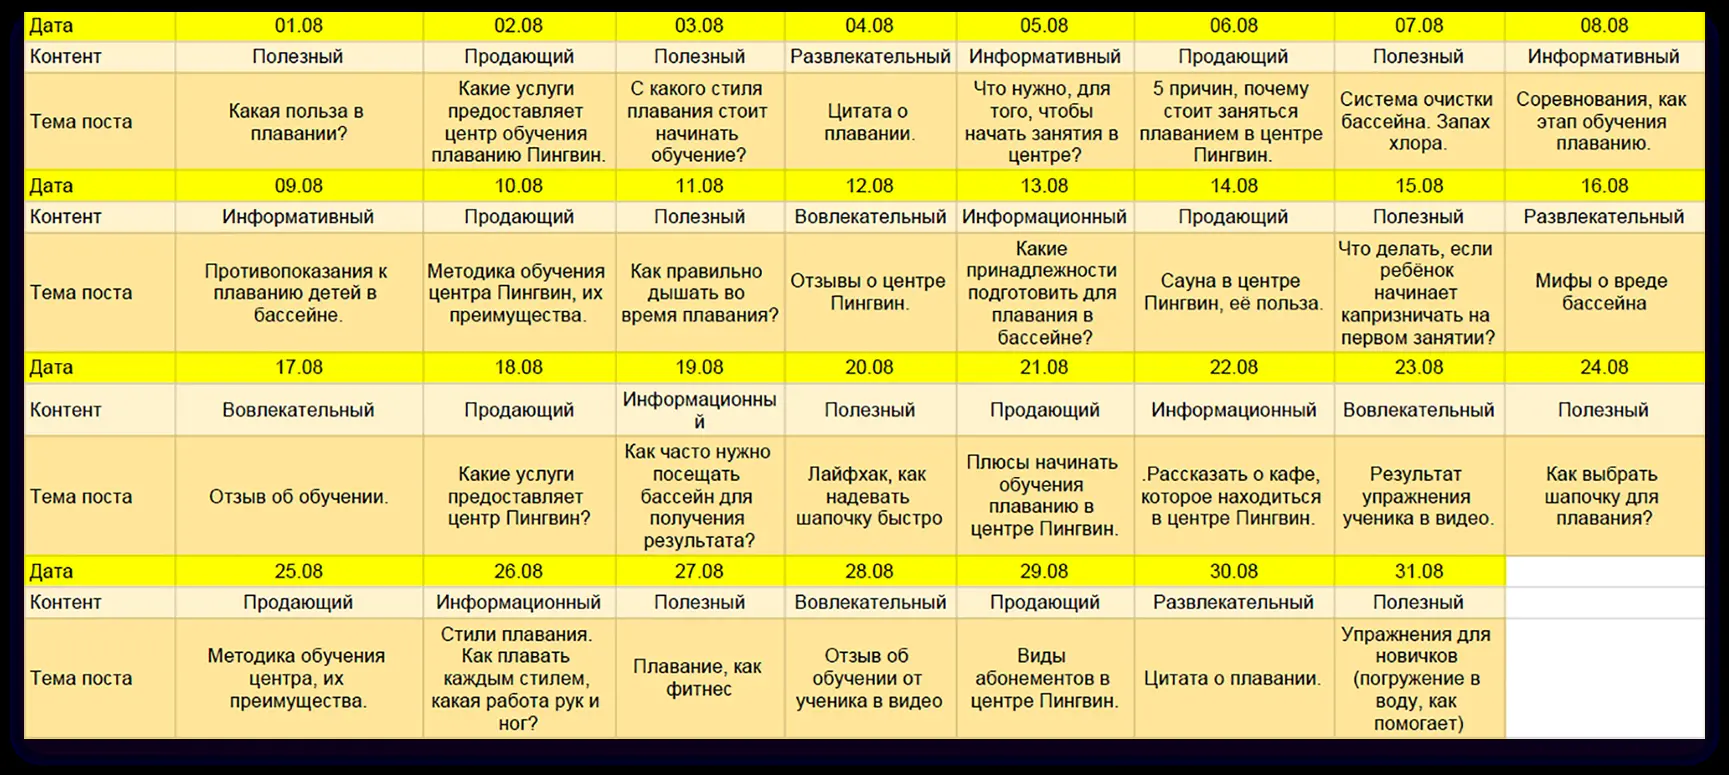 Дата 01.08 02.08 03.08 04.08 05.08 06.08 07.08 08.08
Контент Полезный Продающий Полезный Развлекательный Информативный Продающий Полезный Информативный
Тема поста
Какая польза в
плавании?
Какие услуги
предоставляет
центр обучения
плаванию Пингвин.
С какого стиля
плавания стоит
начинать
обучение?
Цитата о
плавании.
Что нужно, для
того, чтобы
начать занятия в
центре?
5 причин, почему
стоит заняться
плаванием в центре
Пингвин.
Система очистки
бассейна. Запах
хлора.
Соревнования, как
этап обучения
плаванию.
Дата 09.08 10.08 11.08 12.08 13.08 14.08 15.08 16.08
Контент Информативный Продающий Полезный Вовлекательный Информационный Продающий Полезный Развлекательный
Тема поста
Противопоказания к
плаванию детей в
бассейне.
Методика обучения
центра Пингвин, их
преимущества.
Как правильно
дышать во
время плавания?
Отзывы о центре
Пингвин.
Какие
принадлежности
подготовить для
плавания в
бассейне?
Сауна в центре
Пингвин, её польза.
Что делать, если
ребёнок
начинает
капризничать на
первом занятии?
Мифы о вреде
бассейна
Дата 17.08 18.08 19.08 20.08 21.08 22.08 23.08 24.08
Контент Вовлекательный Продающий
Информационны
й
Полезный Продающий Информационный Вовлекательный Полезный
Тема поста
Отзыв об обучении.
Какие услуги
предоставляет
центр Пингвин?
Как часто нужно
посещать
бассейн для
получения
результата?
Лайфхак, как
надевать
шапочку быстро
Плюсы начинать
обучения
плаванию в
центре Пингвин.
.Рассказать о кафе,
которое находиться
в центре Пингвин.
Результат
упражнения
ученика в видео.
Как выбрать
шапочку для
плавания?
Дата 25.08 26.08 27.08 28.08 29.08 30.08 31.08
Контент Продающий Информационный Полезный Вовлекательный Продающий Развлекательный Полезный
Тема поста
Методика обучения
центра, их
преимущества.
Стили плавания.
Как плавать
каждым стилем,
какая работа рук и
ног?
Плавание, как
фитнес
Отзыв об
обучении от
ученика в видео
Виды
абонементов в
центре Пингвин.
Цитата о плавании.
Упражнения для
новичков
(погружение в
воду, как
помогает)